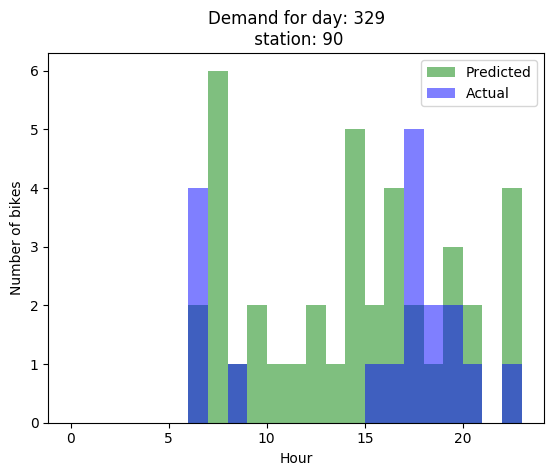 Demand for day: 329
station: 90
Predicted
Actual
Number of bikes
6
5
4
3
2
1
0
0 5 10 15 20
Hour